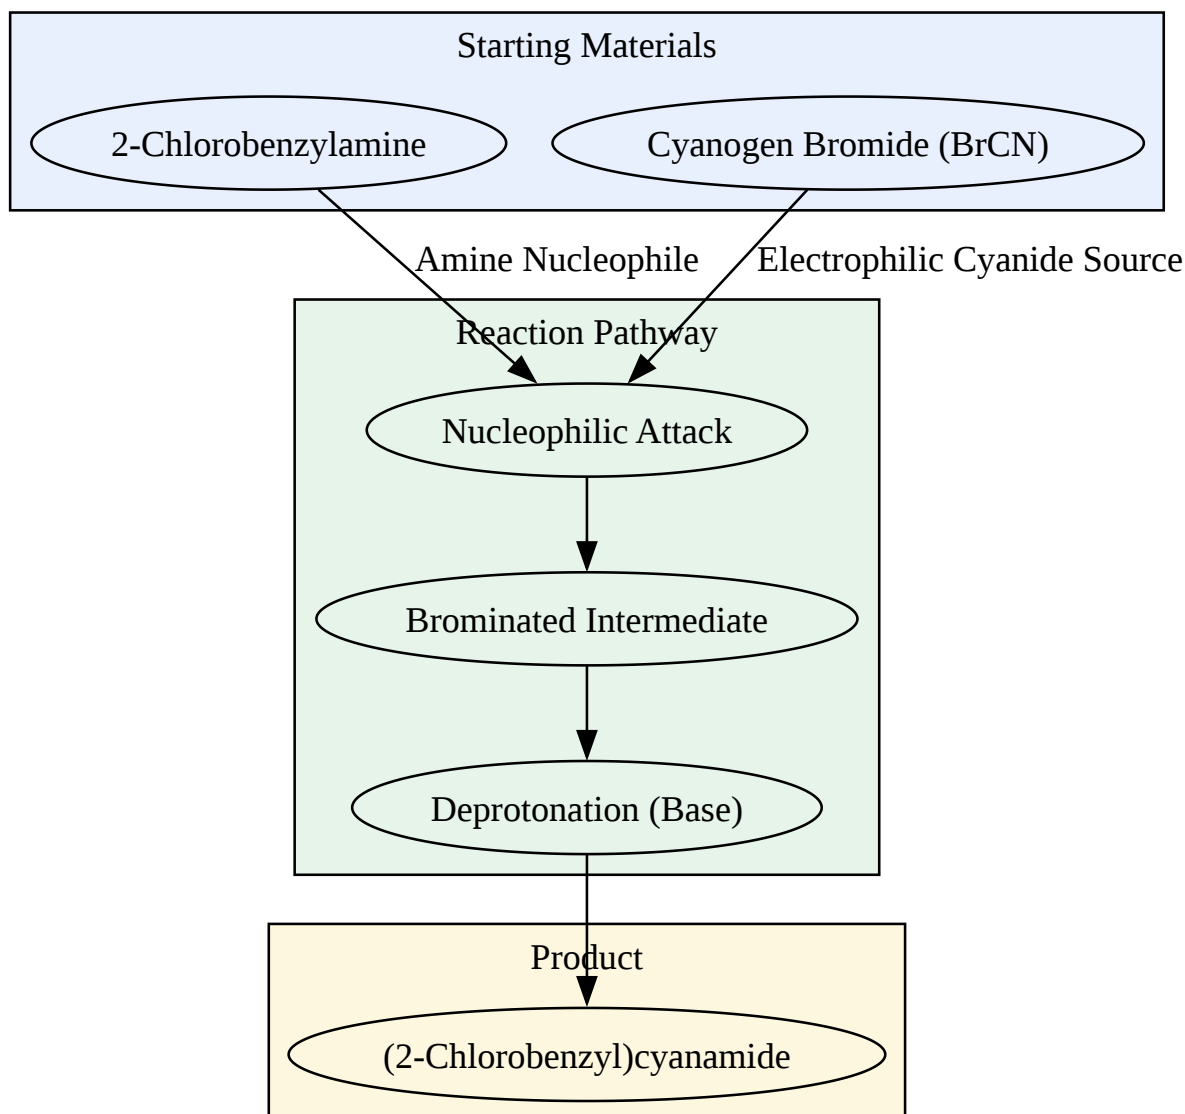 Starting Materials
2-Chlorobenzylamine
Cyanogen Bromide (BrCN)
Amine Nucleophile
Electrophilic Cyanide Source
Reaction Pathway
Nucleophilic Attack
Brominated Intermediate
Deprotonation (Base)
Product
(2-Chlorobenzyl)cyanamide